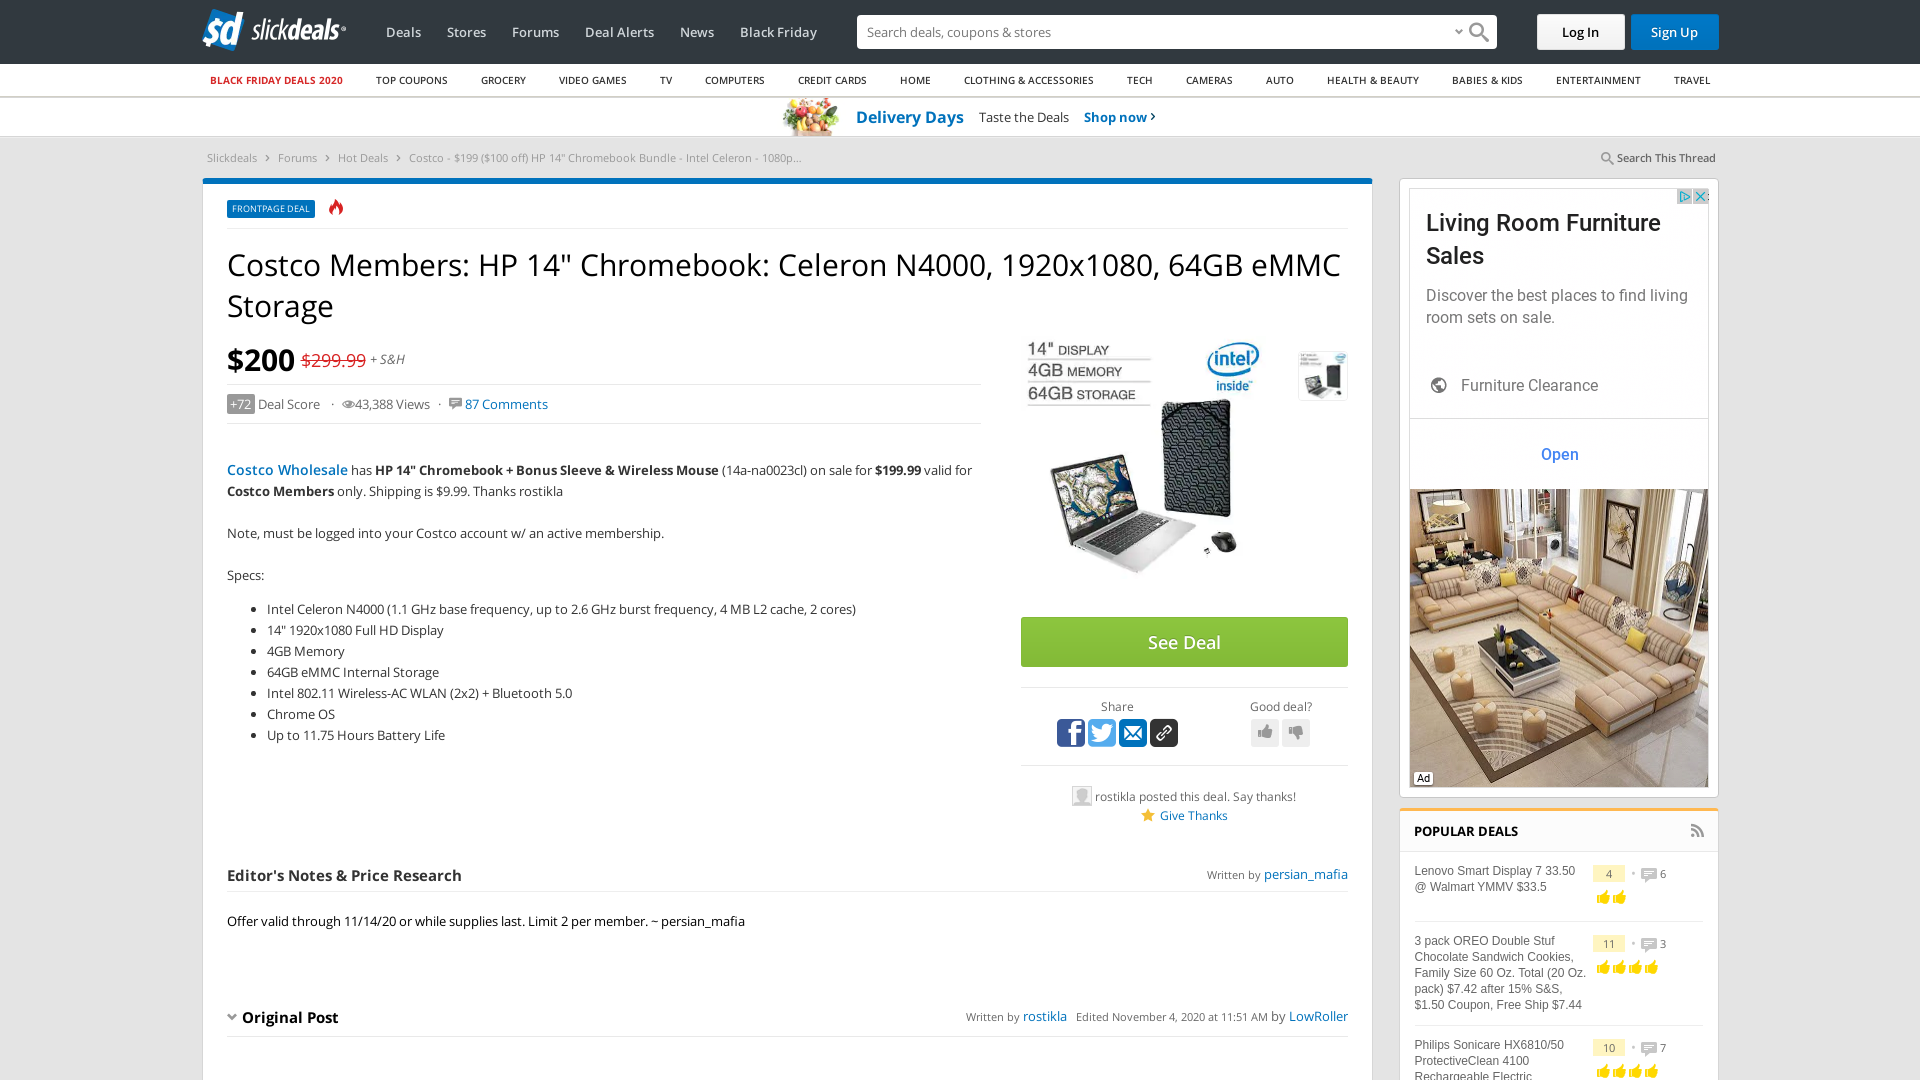 slickdeals
Deals
Stores
Forums
Deal Alerts
News
Black Friday
Search deals, coupons & stores
Log In
Sign Up
BLACK FRIDAY DEALS 2020
TOP COUPONS
GROCERY
VIDEO GAMES
TV
COMPUTERS
CREDIT CARDS
HOME
CLOTHING & ACCESSORIES
TECH
CAMERAS
AUTO
HEALTH & BEAUTY
BABIES & KIDS
ENTERTAINMENT
TRAVEL
Delivery Days Taste the Deals Shop now ›
Slickdeals › Forums › Hot Deals › Costco - $199 ($100 off) HP 14" Chromebook Bundle - Intel Celeron - 1080p...
Search This Thread
FRONTPAGE DEAL
Costco Members: HP 14" Chromebook: Celeron N4000, 1920x1080, 64GB eMMC
Storage
$200 $299.99 + S&H
+72 Deal Score · 43,388 Views · 87 Comments
Costco Wholesale has HP 14" Chromebook + Bonus Sleeve & Wireless Mouse (14a-na0023cl) on sale for $199.99 valid for
Costco Members only. Shipping is $9.99. Thanks rostikla
Note, must be logged into your Costco account w/ an active membership.
Specs:
• Intel Celeron N4000 (1.1 GHz base frequency, up to 2.6 GHz burst frequency, 4 MB L2 cache, 2 cores)
• 14" 1920x1080 Full HD Display
• 4GB Memory
• 64GB eMMC Internal Storage
• Intel 802.11 Wireless-AC WLAN (2x2) + Bluetooth 5.0
• Chrome OS
• Up to 11.75 Hours Battery Life
14" DISPLAY
4GB MEMORY
64GB STORAGE
intel
inside™
See Deal
Share
Good deal?
rostikla posted this deal. Say thanks!
Give Thanks
Editor's Notes & Price Research
Written by persian_mafia
Offer valid through 11/14/20 or while supplies last. Limit 2 per member. ~ persian_mafia
Original Post
Written by rostikla Edited November 4, 2020 at 11:51 AM by LowRoller
Living Room Furniture
Sales
Discover the best places to find living
room sets on sale.
Furniture Clearance
Open
Ad
POPULAR DEALS
Lenovo Smart Display 7 33.50
@ Walmart YMMV $33.5
4 • 6
3 pack OREO Double Stuf
Chocolate Sandwich Cookies,
Family Size 60 Oz. Total (20 Oz.
pack) $7.42 after 15% S&S,
$1.50 Coupon, Free Ship $7.44
11 • 3
Philips Sonicare HX6810/50
ProtectiveClean 4100
Rechargeable Electric
10 • 7